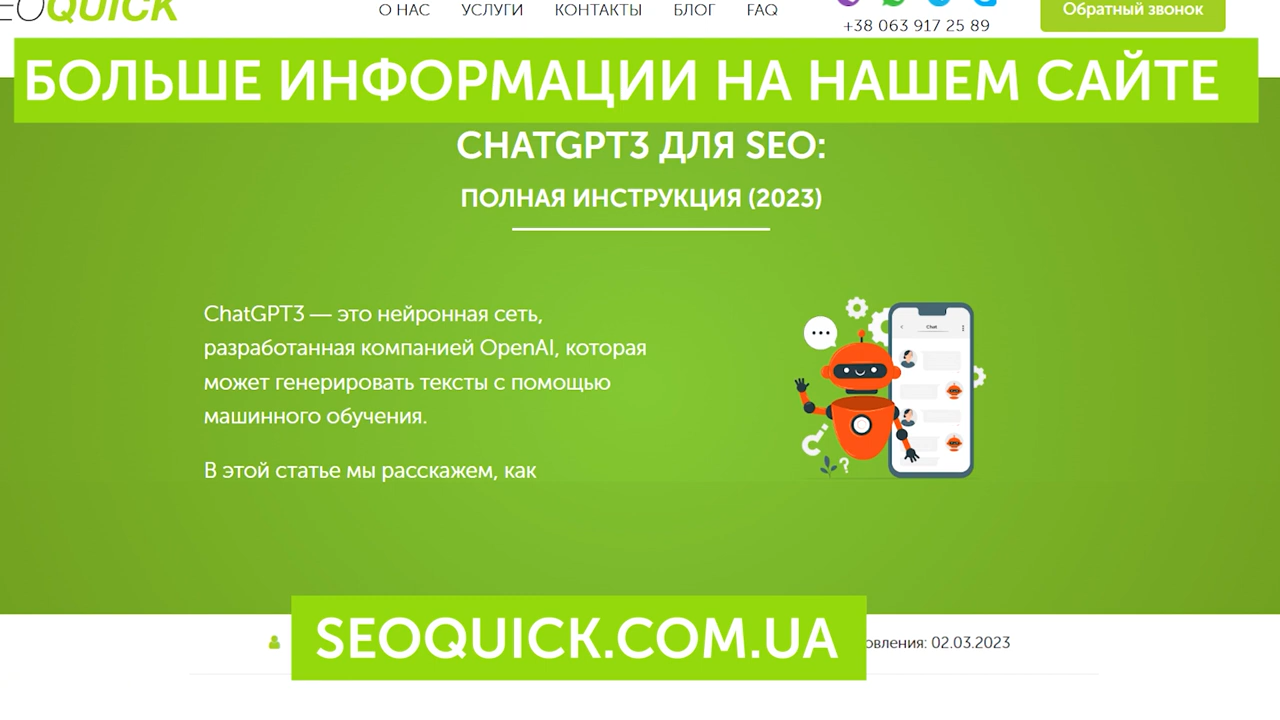 EOQUICK
О НАС УСЛУГИ КОНТАКТЫ БЛОГ FAQ
Обратный звонок
+38 063 917 25 89
БОЛЬШЕ ИНФОРМАЦИИ НА НАШЕМ САЙТЕ
CHATGPT3 ДЛЯ SEO:
ПОЛНАЯ ИНСТРУКЦИЯ (2023)
ChatGPT3 — это нейронная сеть,
разработанная компанией OpenAI, которая
может генерировать тексты с помощью
машинного обучения.
В этой статье мы расскажем, как
Chat
SEOQUICK.COM.UA
овления: 02.03.2023